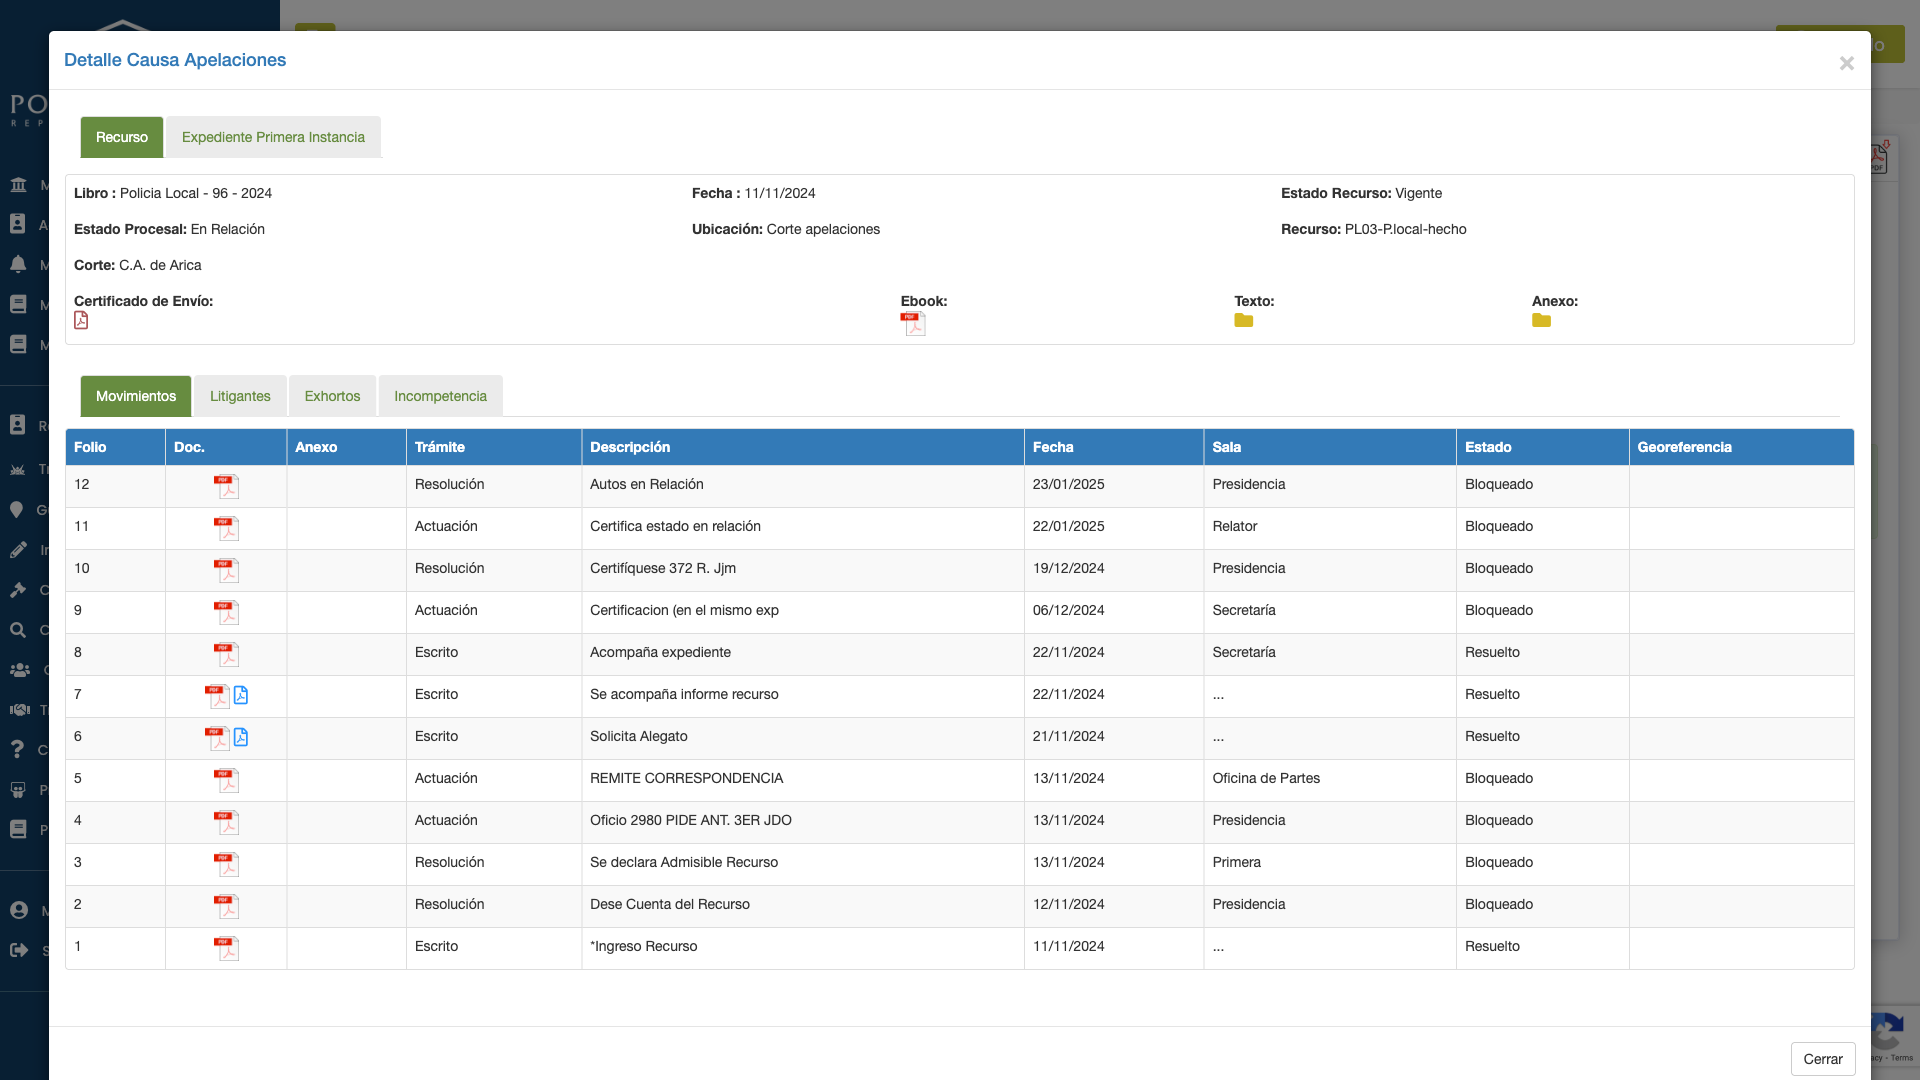 Detalle Causa Apelaciones
×
Recurso
Expediente Primera Instancia
Libro : Policia Local - 96 - 2024
Fecha : 11/11/2024
Estado Recurso: Vigente
Estado Procesal: En Relación
Ubicación: Corte apelaciones
Recurso: PL03-P.local-hecho
Corte: C.A. de Arica
Certificado de Envío:
Ebook:
Texto:
Anexo:
Movimientos
Litigantes
Exhortos
Incompetencia
Folio Doc. Anexo Trámite Descripción Fecha Sala Estado Georeferencia
12 Resolución Autos en Relación 23/01/2025 Presidencia Bloqueado
11 Actuación Certifica estado en relación 22/01/2025 Relator Bloqueado
10 Resolución Certifíquese 372 R. Jjm 19/12/2024 Presidencia Bloqueado
9 Actuación Certificacion (en el mismo exp 06/12/2024 Secretaría Bloqueado
8 Escrito Acompaña expediente 22/11/2024 Secretaría Resuelto
7 Escrito Se acompaña informe recurso 22/11/2024 ... Resuelto
6 Escrito Solicita Alegato 21/11/2024 ... Resuelto
5 Actuación REMITE CORRESPONDENCIA 13/11/2024 Oficina de Partes Bloqueado
4 Actuación Oficio 2980 PIDE ANT. 3ER JDO 13/11/2024 Presidencia Bloqueado
3 Resolución Se declara Admisible Recurso 13/11/2024 Primera Bloqueado
2 Resolución Dese Cuenta del Recurso 12/11/2024 Presidencia Bloqueado
1 Escrito *Ingreso Recurso 11/11/2024 ... Resuelto
Cerrar